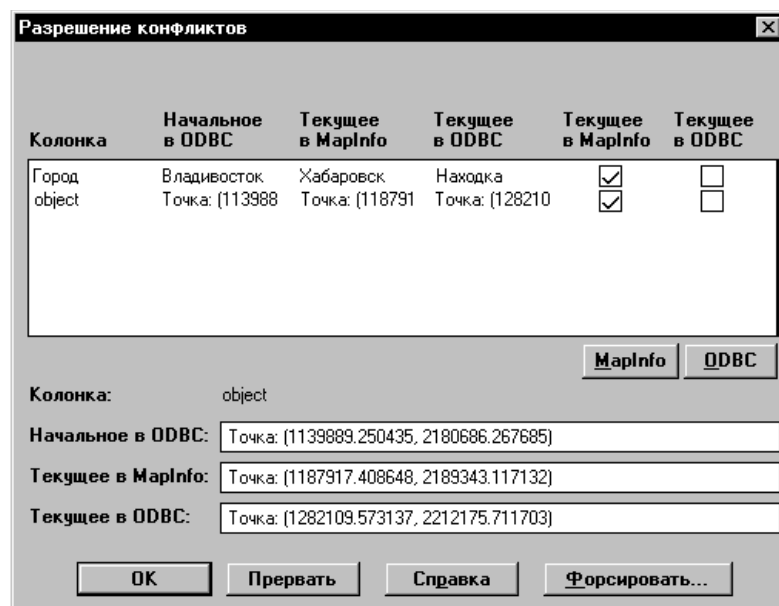 Разрешение конфликтов
Колонка Начальное в ODBC Текущее в MapInfo Текущее в ODBC Текущее в MapInfo Текущее в ODBC
Город Владивосток Хабаровск Находка
object Точка: (113988 Точка: (118791 Точка: (128210
MapInfo ODBC
Колонка: object
Начальное в ODBC: Точка: (1139889.250435, 2180686.267685)
Текущее в MapInfo: Точка: (1187917.408648, 2189343.117132)
Текущее в ODBC: Точка: (1282109.573137, 2212175.711703)
OK Прервать Справка Форсировать...